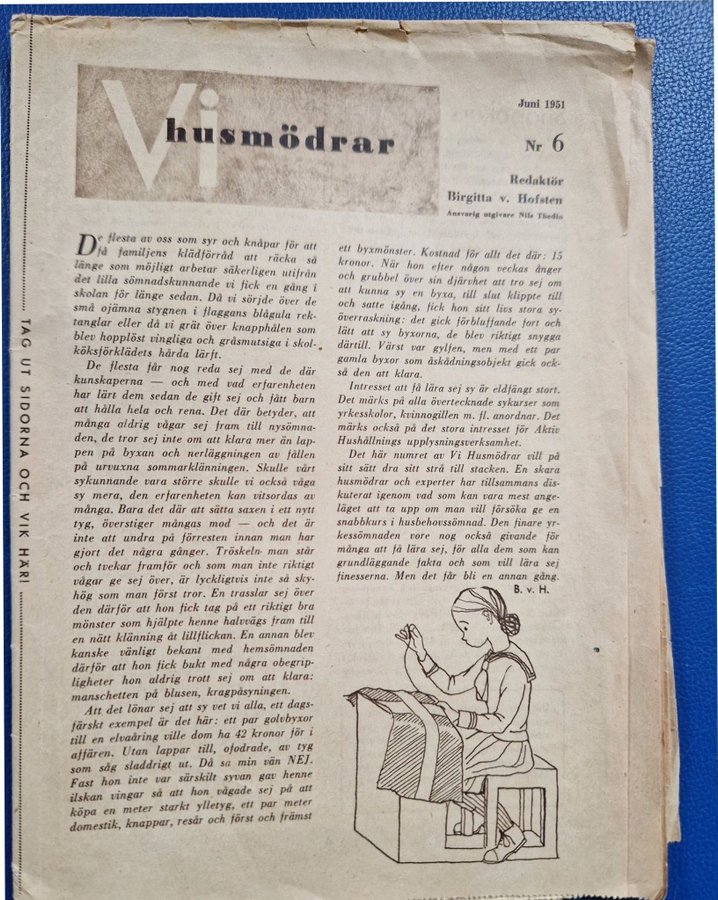 Vi husmödrar
Juni 1951
Nr 6
Redaktör
Birgitta v. Hofsten
Ansvarig utgivare Nils Thedin
De flesta av oss som syr och knåpar för att
få familjens klädförråd att räcka så
länge som möjligt arbetar säkerligen utifrån
det lilla sömnadskunnande vi fick en gång i
skolan för länge sedan. Då vi sörjde över de
små ojämna stygnen i flaggans blågula rek-
tanglar eller då vi grät över knapphålen som
blev hopplöst vingliga och gråsmutsiga i skol-
köksförklädets hårda lärft.
De flesta får nog reda sej med de där
kunskaperna — och med vad erfarenheten
har lärt dem sedan de gift sej och fått barn
att hålla hela och rena. Det där betyder, att
många aldrig vågar sej fram till nysömna-
den, de tror sej inte om att klara mer än lap-
pen på byxan och nerläggningen av fållen
på urvuxna sommarklänningen. Skulle vårt
sykunnande vara större skulle vi också våga
sy mera, den erfarenheten kan vitsordas av
många. Bara det där att sätta saxen i ett nytt
tyg, överstiger mångas mod — och det är
inte att undra på förresten innan man har
gjort det några gånger. Tröskeln man står
och tvekar framför och som man inte riktigt
vågar ge sej över, är lyckligtvis inte så sky-
hög som man först tror. En trasslar sej över
den därför att hon fick tag på ett riktigt bra
mönster som hjälpte henne halvvägs fram till
en nätt klänning åt lillflickan. En annan blev
kanske vänligt bekant med hemsömnaden
därför att hon fick bukt med några obegrip-
ligheter hon aldrig trott sej om att klara:
manschetten på blusen, kragpåsyningen.
Att det lönar sej att sy vet vi alla, ett dags-
färskt exempel är det här: ett par golvbyxor
till en elvaåring ville dom ha 42 kronor för i
affären. Utan lappar till, ofodrade, av tyg
som såg sladdrigt ut. Då sa min vän NEJ.
Fast hon inte var särskilt syvan gav henne
ilskan vingar så att hon vågade sej på att
köpa en meter starkt ylletyg, ett par meter
domestik, knappar, resår och först och främst
ett byxmönster. Kostnad för allt det där: 15
kronor. När hon efter någon veckas ånger
och grubbel över sin djärvhet att tro sej om
att kunna sy en byxa, till slut klippte till
och satte igång, fick hon sitt livs stora sy-
överraskning: det gick förbluffande fort och
lätt att sy byxorna, de blev riktigt snygga
därtill. Värst var gylfen, men med ett par
gamla byxor som åskådningsobjekt gick ock-
så den att klara.
Intresset att få lära sej sy är eldfängt stort.
Det märks på alla övertecknade sykurser som
yrkesskolor, kvinnogillen m. fl. anordnar. Det
märks också på det stora intresset för Aktiv
Hushållnings upplysningsverksamhet.
Det här numret av Vi Husmödrar vill på
sitt sätt dra sitt strå till stacken. En skara
husmödrar och experter har tillsammans dis-
kuterat igenom vad som kan vara mest ange-
läget att ta upp om man vill försöka ge en
snabbkurs i husbehovssömnad. Den finare yr-
kessömnaden vore nog också givande för
många att få lära sej, för alla dem som kan
grundläggande fakta och som vill lära sej
finesserna. Men det får bli en annan gång.
B. v. H.
TAG UT SIDORNA OCH VIK HÄR!